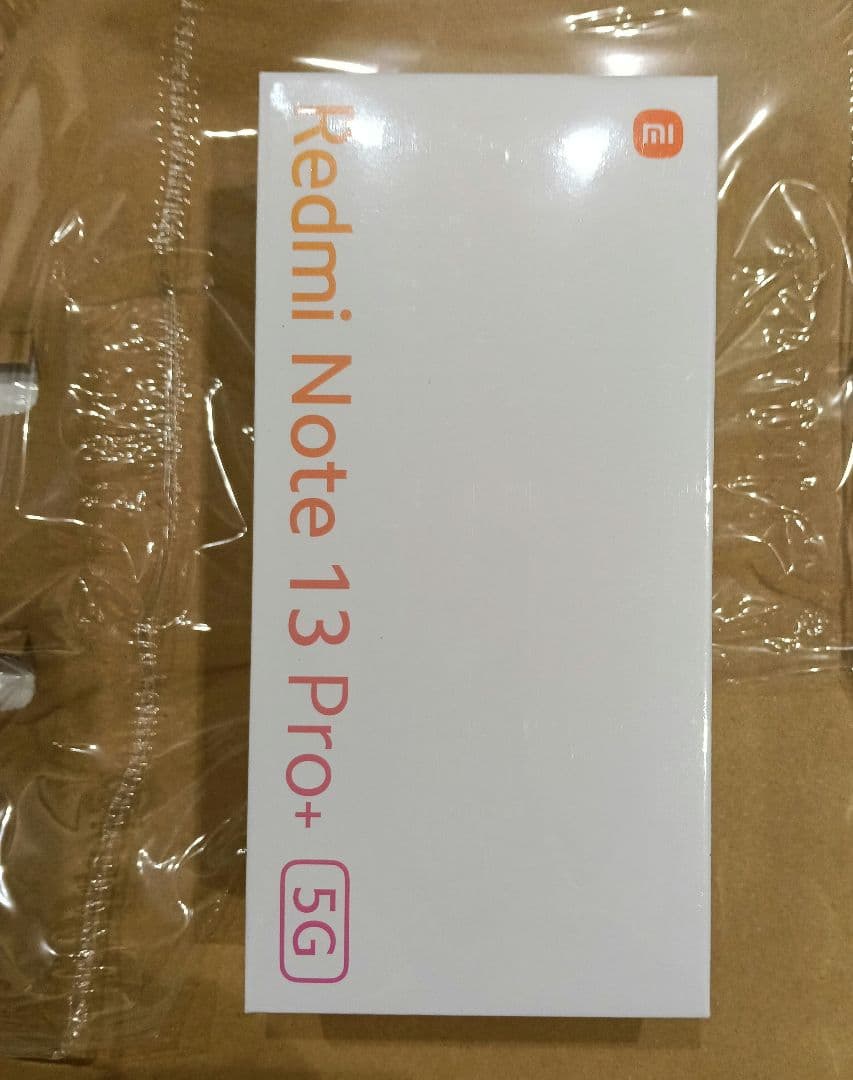 mi
Redmi Note 13 Pro+ 5G